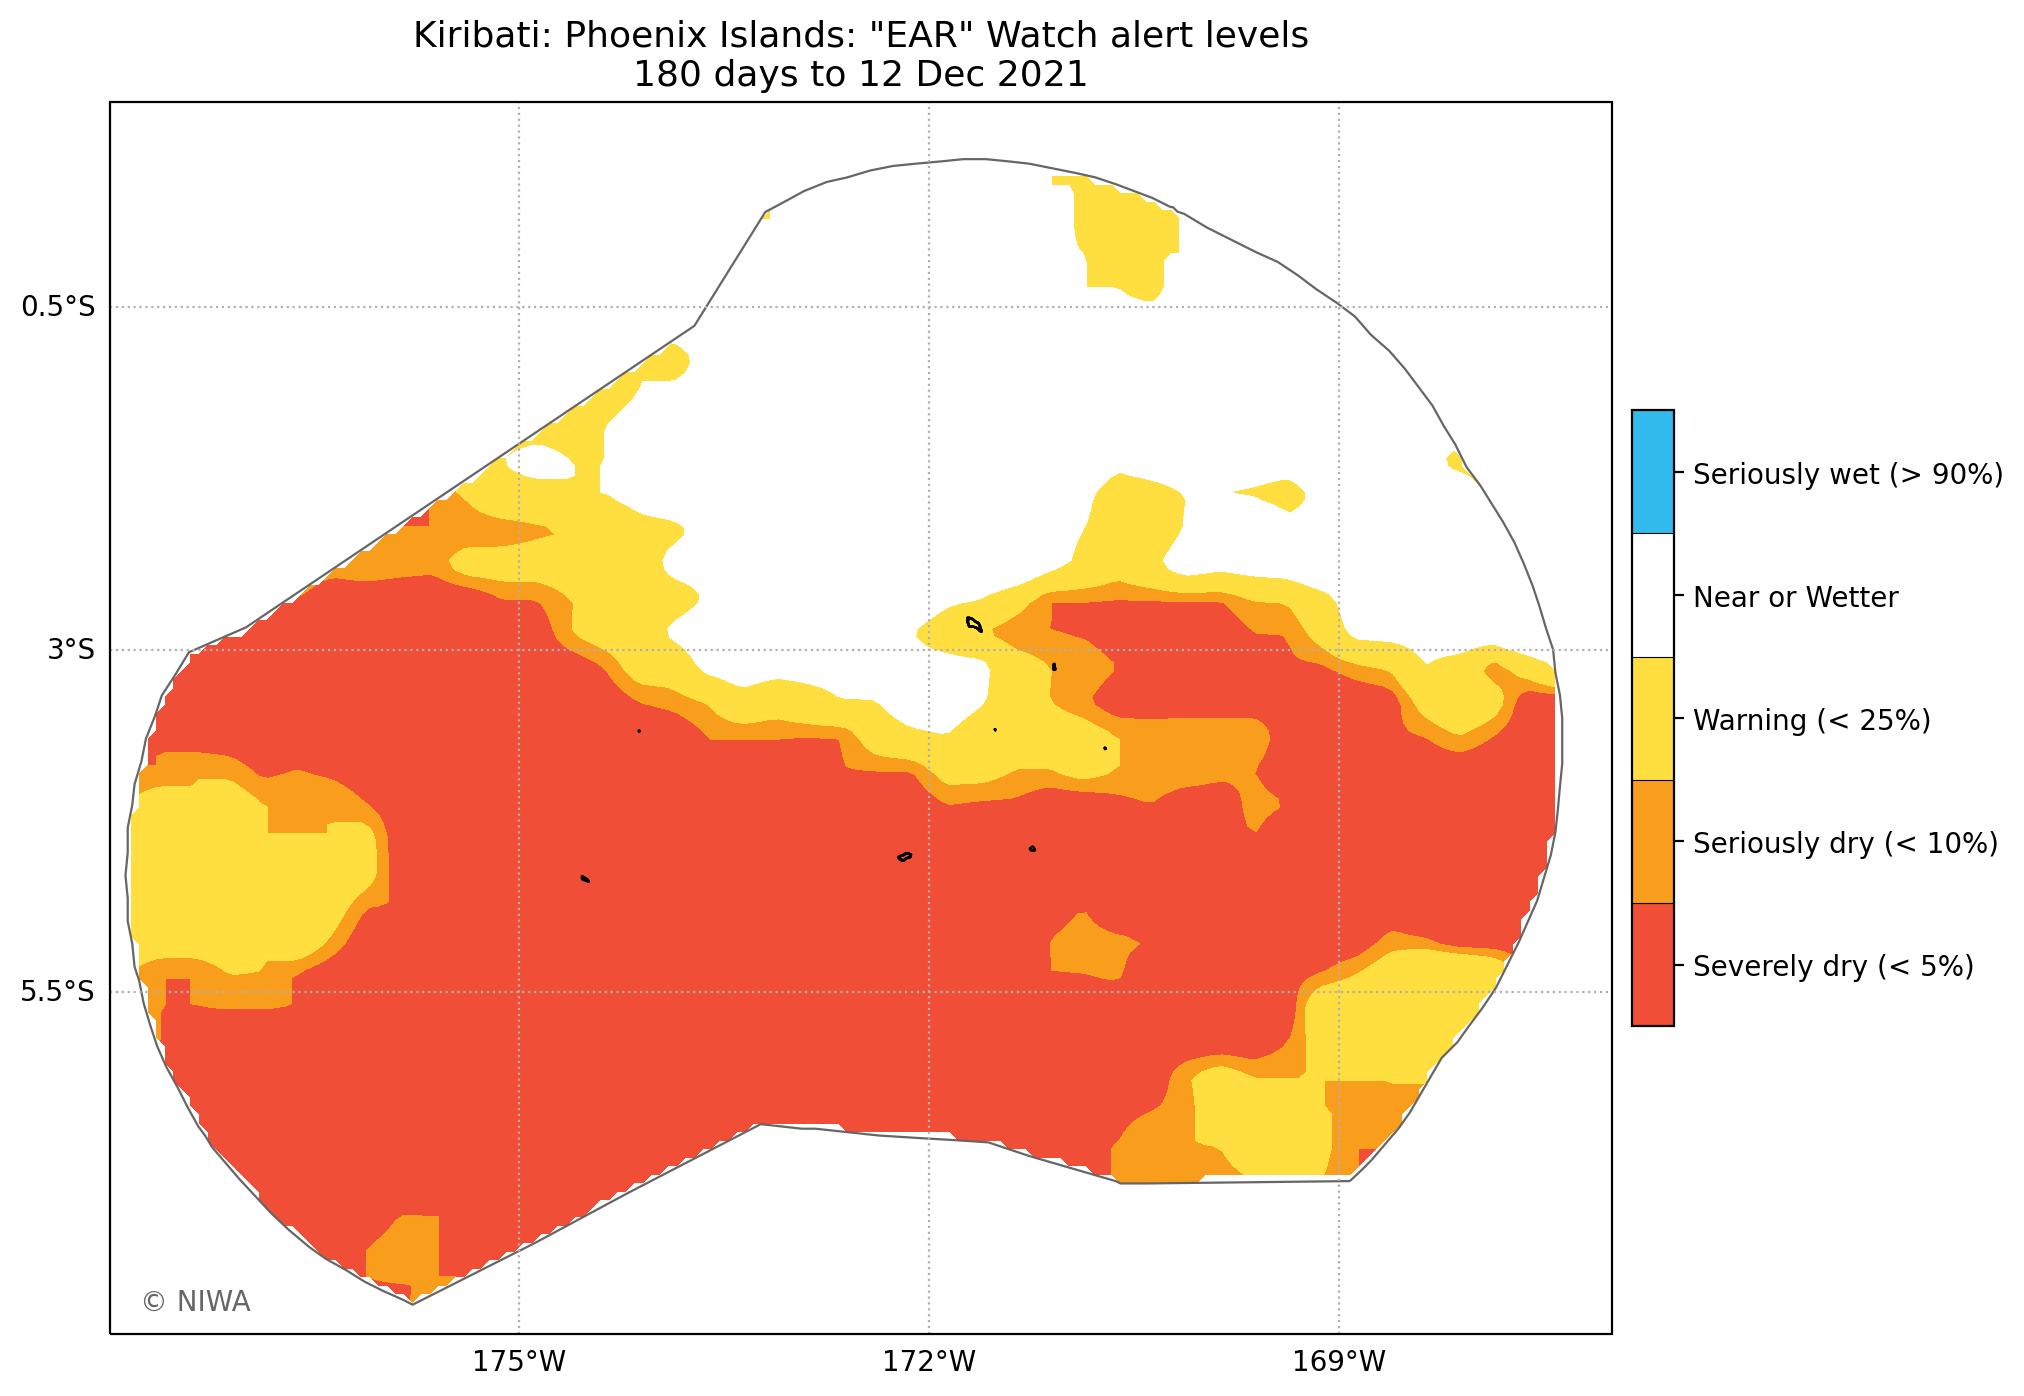 Kiribati: Phoenix Islands: "EAR" Watch alert levels
180 days to 12 Dec 2021
0.5°S
3°S
5.5°S
175°W
172°W
169°W
Seriously wet (> 90%)
Near or Wetter
Warning (< 25%)
Seriously dry (< 10%)
Severely dry (< 5%)
© NIWA